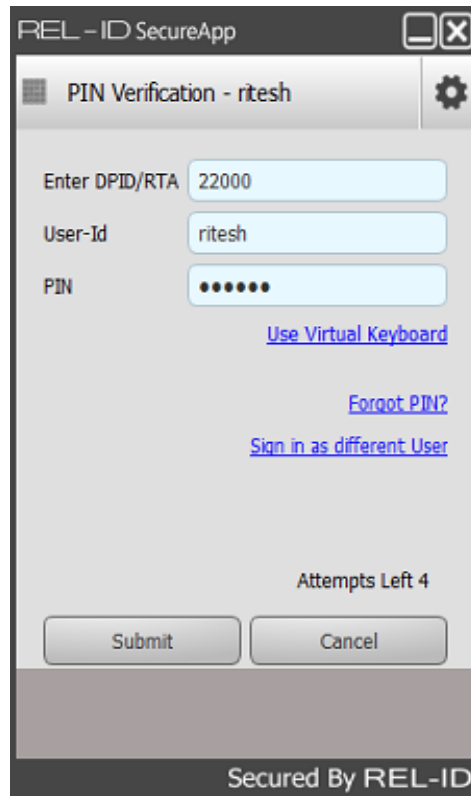 REL-ID SecureApp
PIN Verification - ritesh
Enter DPID/RTA 22000
User-Id ritesh
PIN ●●●●●●
Use Virtual Keyboard
Forgot PIN?
Sign in as different User
Attempts Left 4
Submit Cancel
Secured By REL-ID